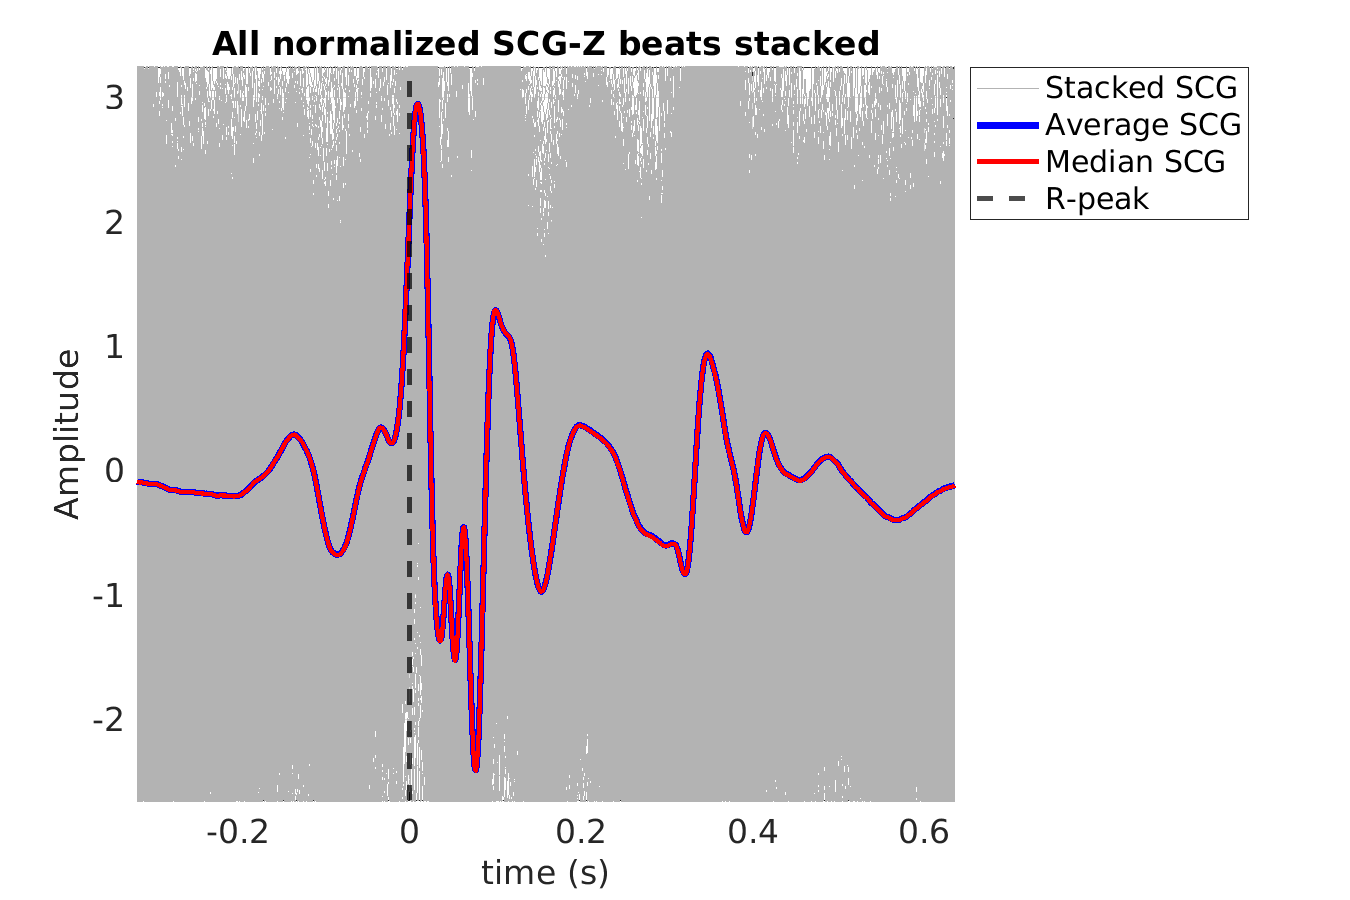 All normalized SCG-Z beats stacked
Stacked SCG
Average SCG
Median SCG
R-peak
3
2
1
0
-1
-2
Amplitude
-0.2 0 0.2 0.4 0.6
time (s)